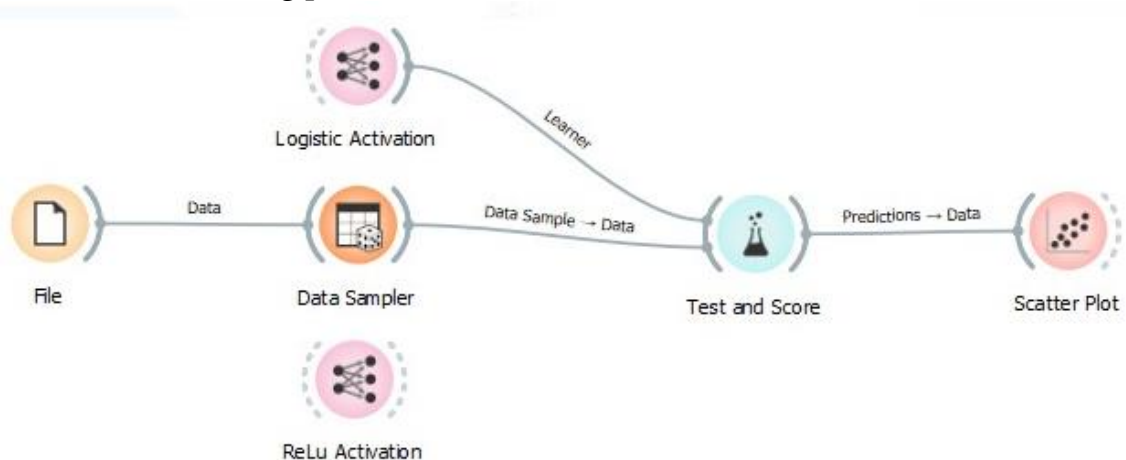 Logistic Activation
Learner
File
Data
Data Sampler
Data Sample → Data
Test and Score
Predictions → Data
Scatter Plot
ReLu Activation